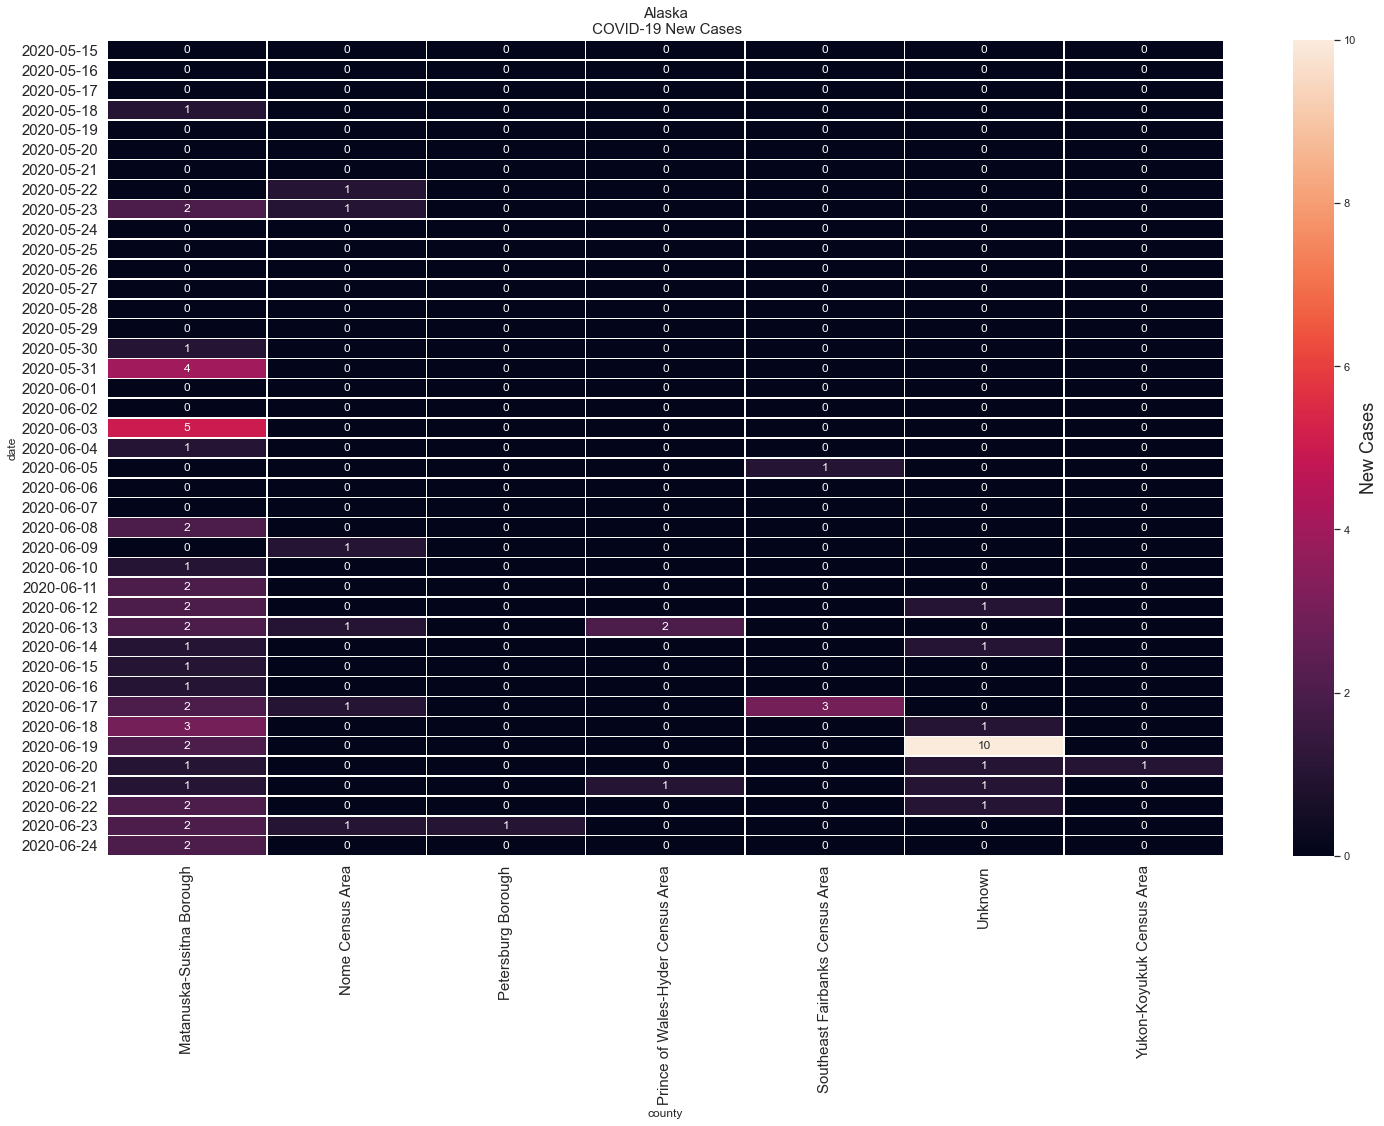 Alaska
COVID-19 New Cases
2020-05-15 0 0 0 0 0 0 0
2020-05-16 0 0 0 0 0 0 0
2020-05-17 0 0 0 0 0 0 0
2020-05-18 1 0 0 0 0 0 0
2020-05-19 0 0 0 0 0 0 0
2020-05-20 0 0 0 0 0 0 0
2020-05-21 0 0 0 0 0 0 0
2020-05-22 0 1 0 0 0 0 0
2020-05-23 2 1 0 0 0 0 0
2020-05-24 0 0 0 0 0 0 0
2020-05-25 0 0 0 0 0 0 0
2020-05-26 0 0 0 0 0 0 0
2020-05-27 0 0 0 0 0 0 0
2020-05-28 0 0 0 0 0 0 0
2020-05-29 0 0 0 0 0 0 0
2020-05-30 1 0 0 0 0 0 0
2020-05-31 4 0 0 0 0 0 0
2020-06-01 0 0 0 0 0 0 0
2020-06-02 0 0 0 0 0 0 0
2020-06-03 5 0 0 0 0 0 0
2020-06-04 1 0 0 0 0 0 0
2020-06-05 0 0 0 0 1 0 0
2020-06-06 0 0 0 0 0 0 0
2020-06-07 0 0 0 0 0 0 0
2020-06-08 2 0 0 0 0 0 0
2020-06-09 0 1 0 0 0 0 0
2020-06-10 1 0 0 0 0 0 0
2020-06-11 2 0 0 0 0 0 0
2020-06-12 2 0 0 0 0 1 0
2020-06-13 2 1 0 2 0 0 0
2020-06-14 1 0 0 0 0 1 0
2020-06-15 1 0 0 0 0 0 0
2020-06-16 1 0 0 0 0 0 0
2020-06-17 2 1 0 0 3 0 0
2020-06-18 3 0 0 0 0 1 0
2020-06-19 2 0 0 0 0 10 0
2020-06-20 1 0 0 0 0 1 1
2020-06-21 1 0 0 1 0 1 0
2020-06-22 2 0 0 0 0 1 0
2020-06-23 2 1 1 0 0 0 0
2020-06-24 2 0 0 0 0 0 0
date
Matanuska-Susitna Borough
Nome Census Area
Petersburg Borough
Prince of Wales-Hyder Census Area
Southeast Fairbanks Census Area
Unknown
Yukon-Koyukuk Census Area
county
10
8
6
4
2
0
New Cases